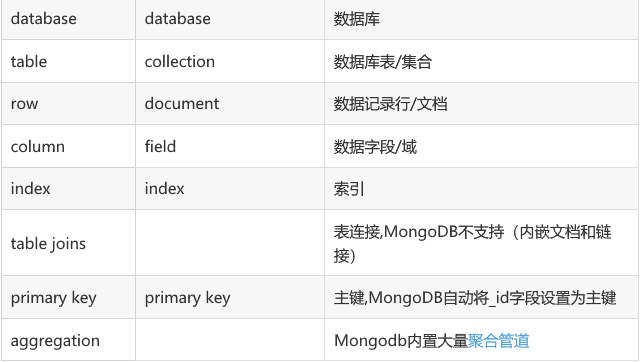 database database 数据库
table collection 数据库表/集合
row document 数据记录行/文档
column field 数据字段/域
index index 索引
table joins 表连接,MongoDB不支持（内嵌文档和链
接）
primary key primary key 主键,MongoDB自动将_id字段设置为主键
aggregation Mongodb内置大量聚合管道